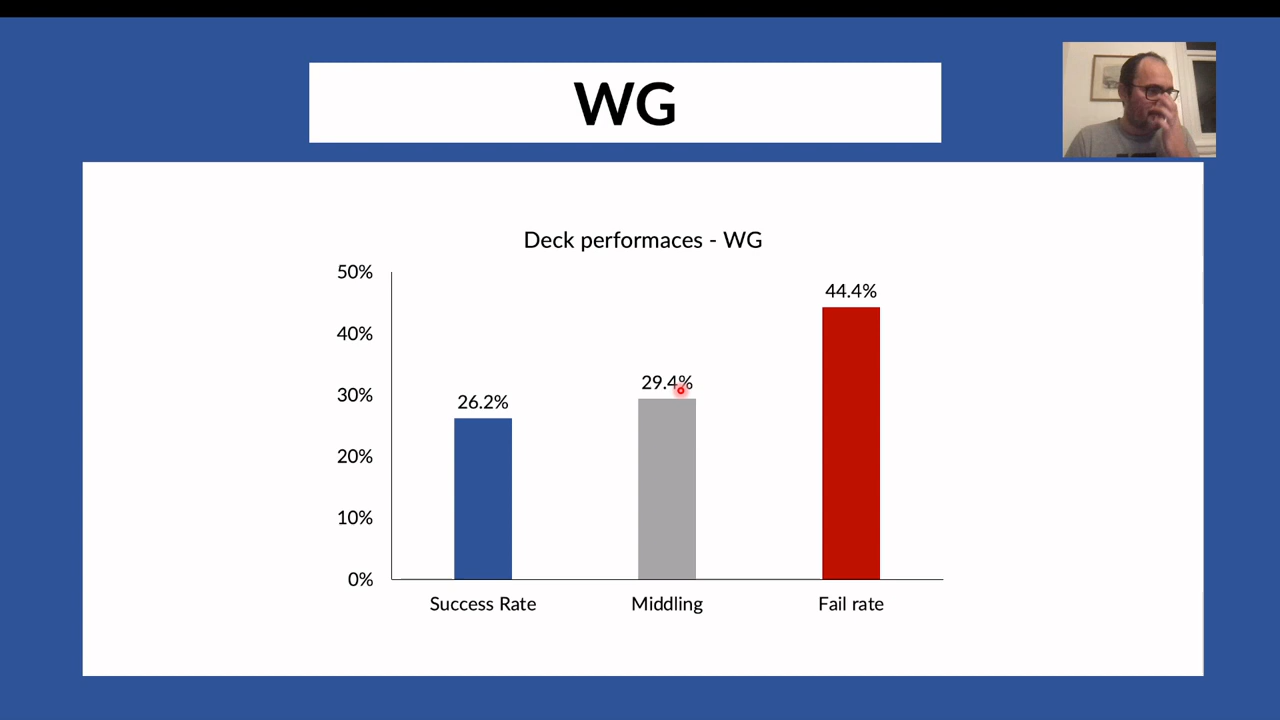 WG
Deck performaces - WG
50%
40%
30%
20%
10%
0%
26.2%
29.4%
44.4%
Success Rate
Middling
Fail rate